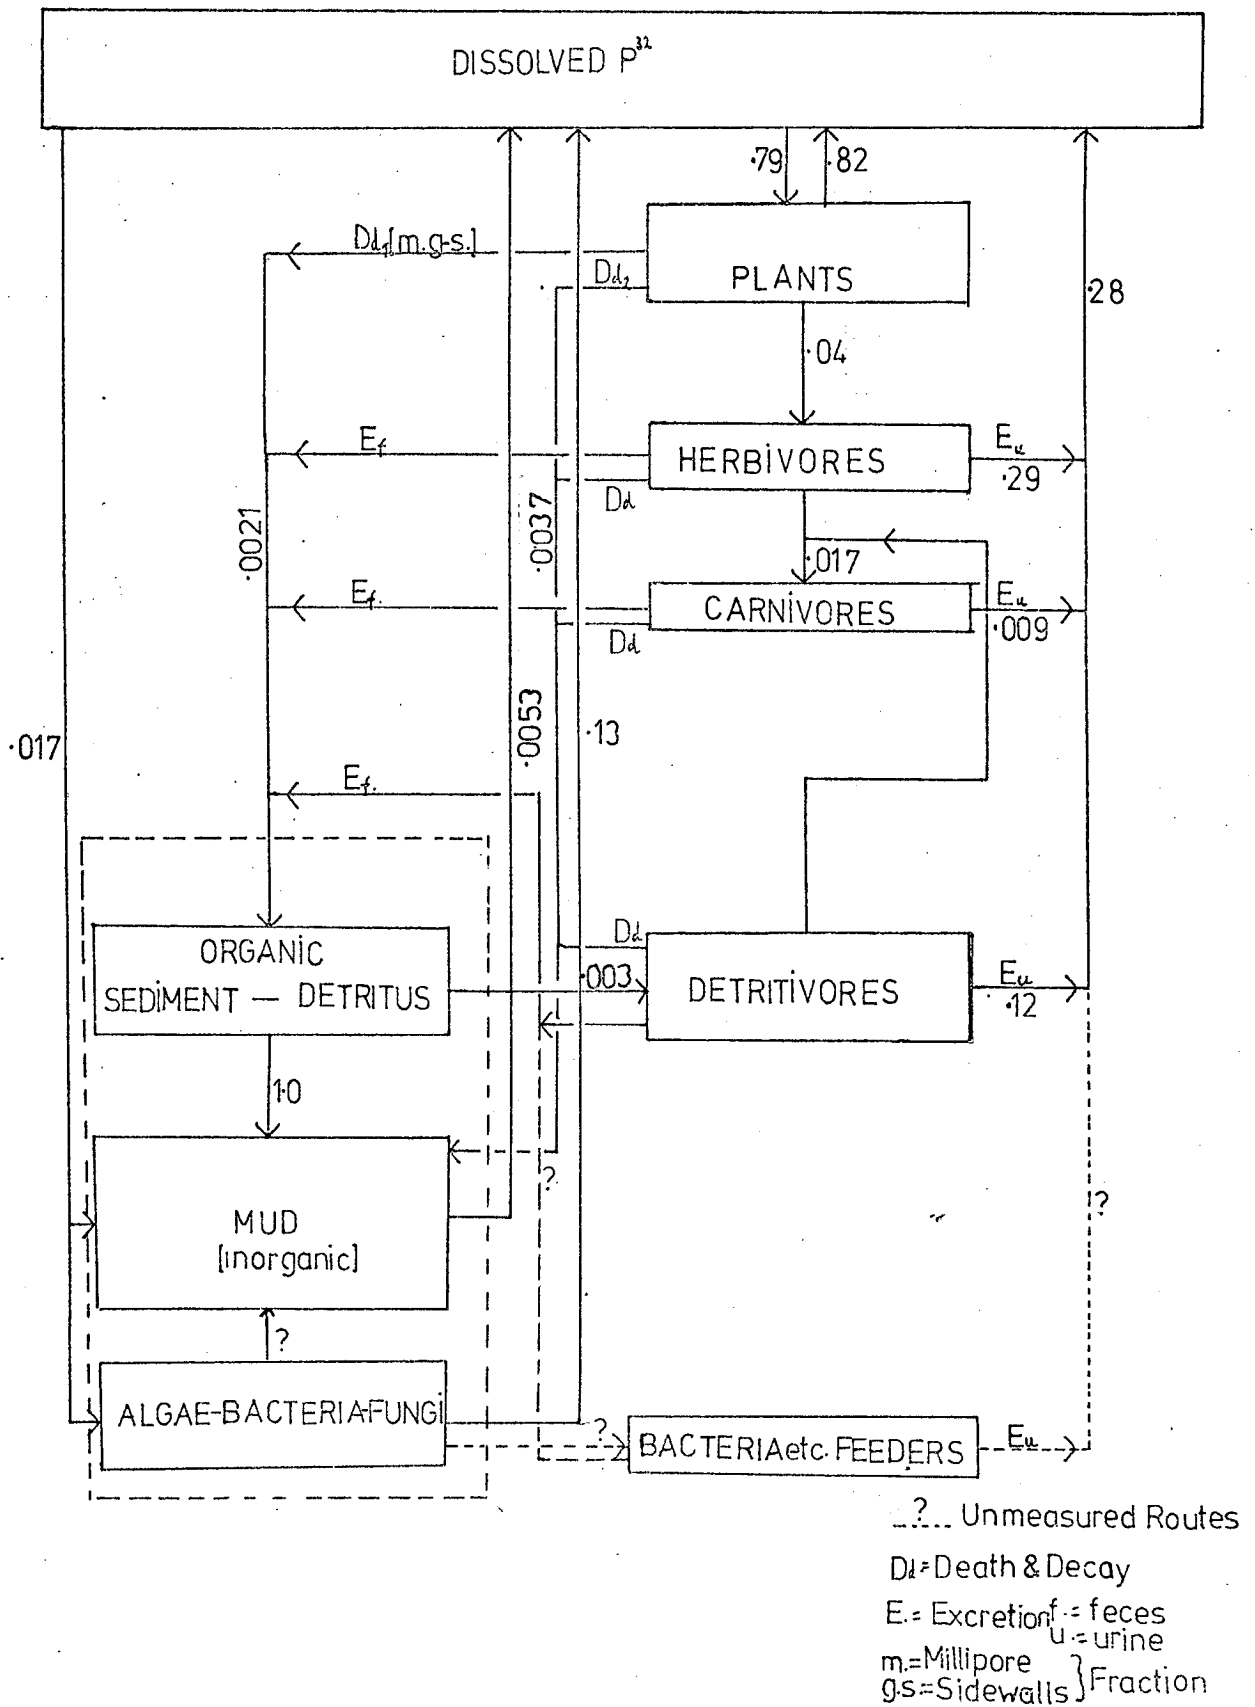 DISSOLVED P³²
·79
·82
Dd₁[m.g-s.]
Dd₂
PLANTS
·28
·04
Ef
HERBIVORES
Eu
·29
Dd
·0021
·0037
·017
Ef.
CARNIVORES
Eu
·009
Dd
·0053
·13
·017
Ef.
ORGANIC
SEDIMENT — DETRITUS
Dd
·003
DETRITIVORES
Eu
·12
1·0
?
MUD
[inorganic]
?
?
ALGAE-BACTERIA-FUNGI
?
BACTERIA etc. FEEDERS
Eu
--?-- Unmeasured Routes
Dd=Death & Decay
E.= Excretion f.= feces
u.= urine
m.=Millipore
g.s.=Sidewalls } Fraction